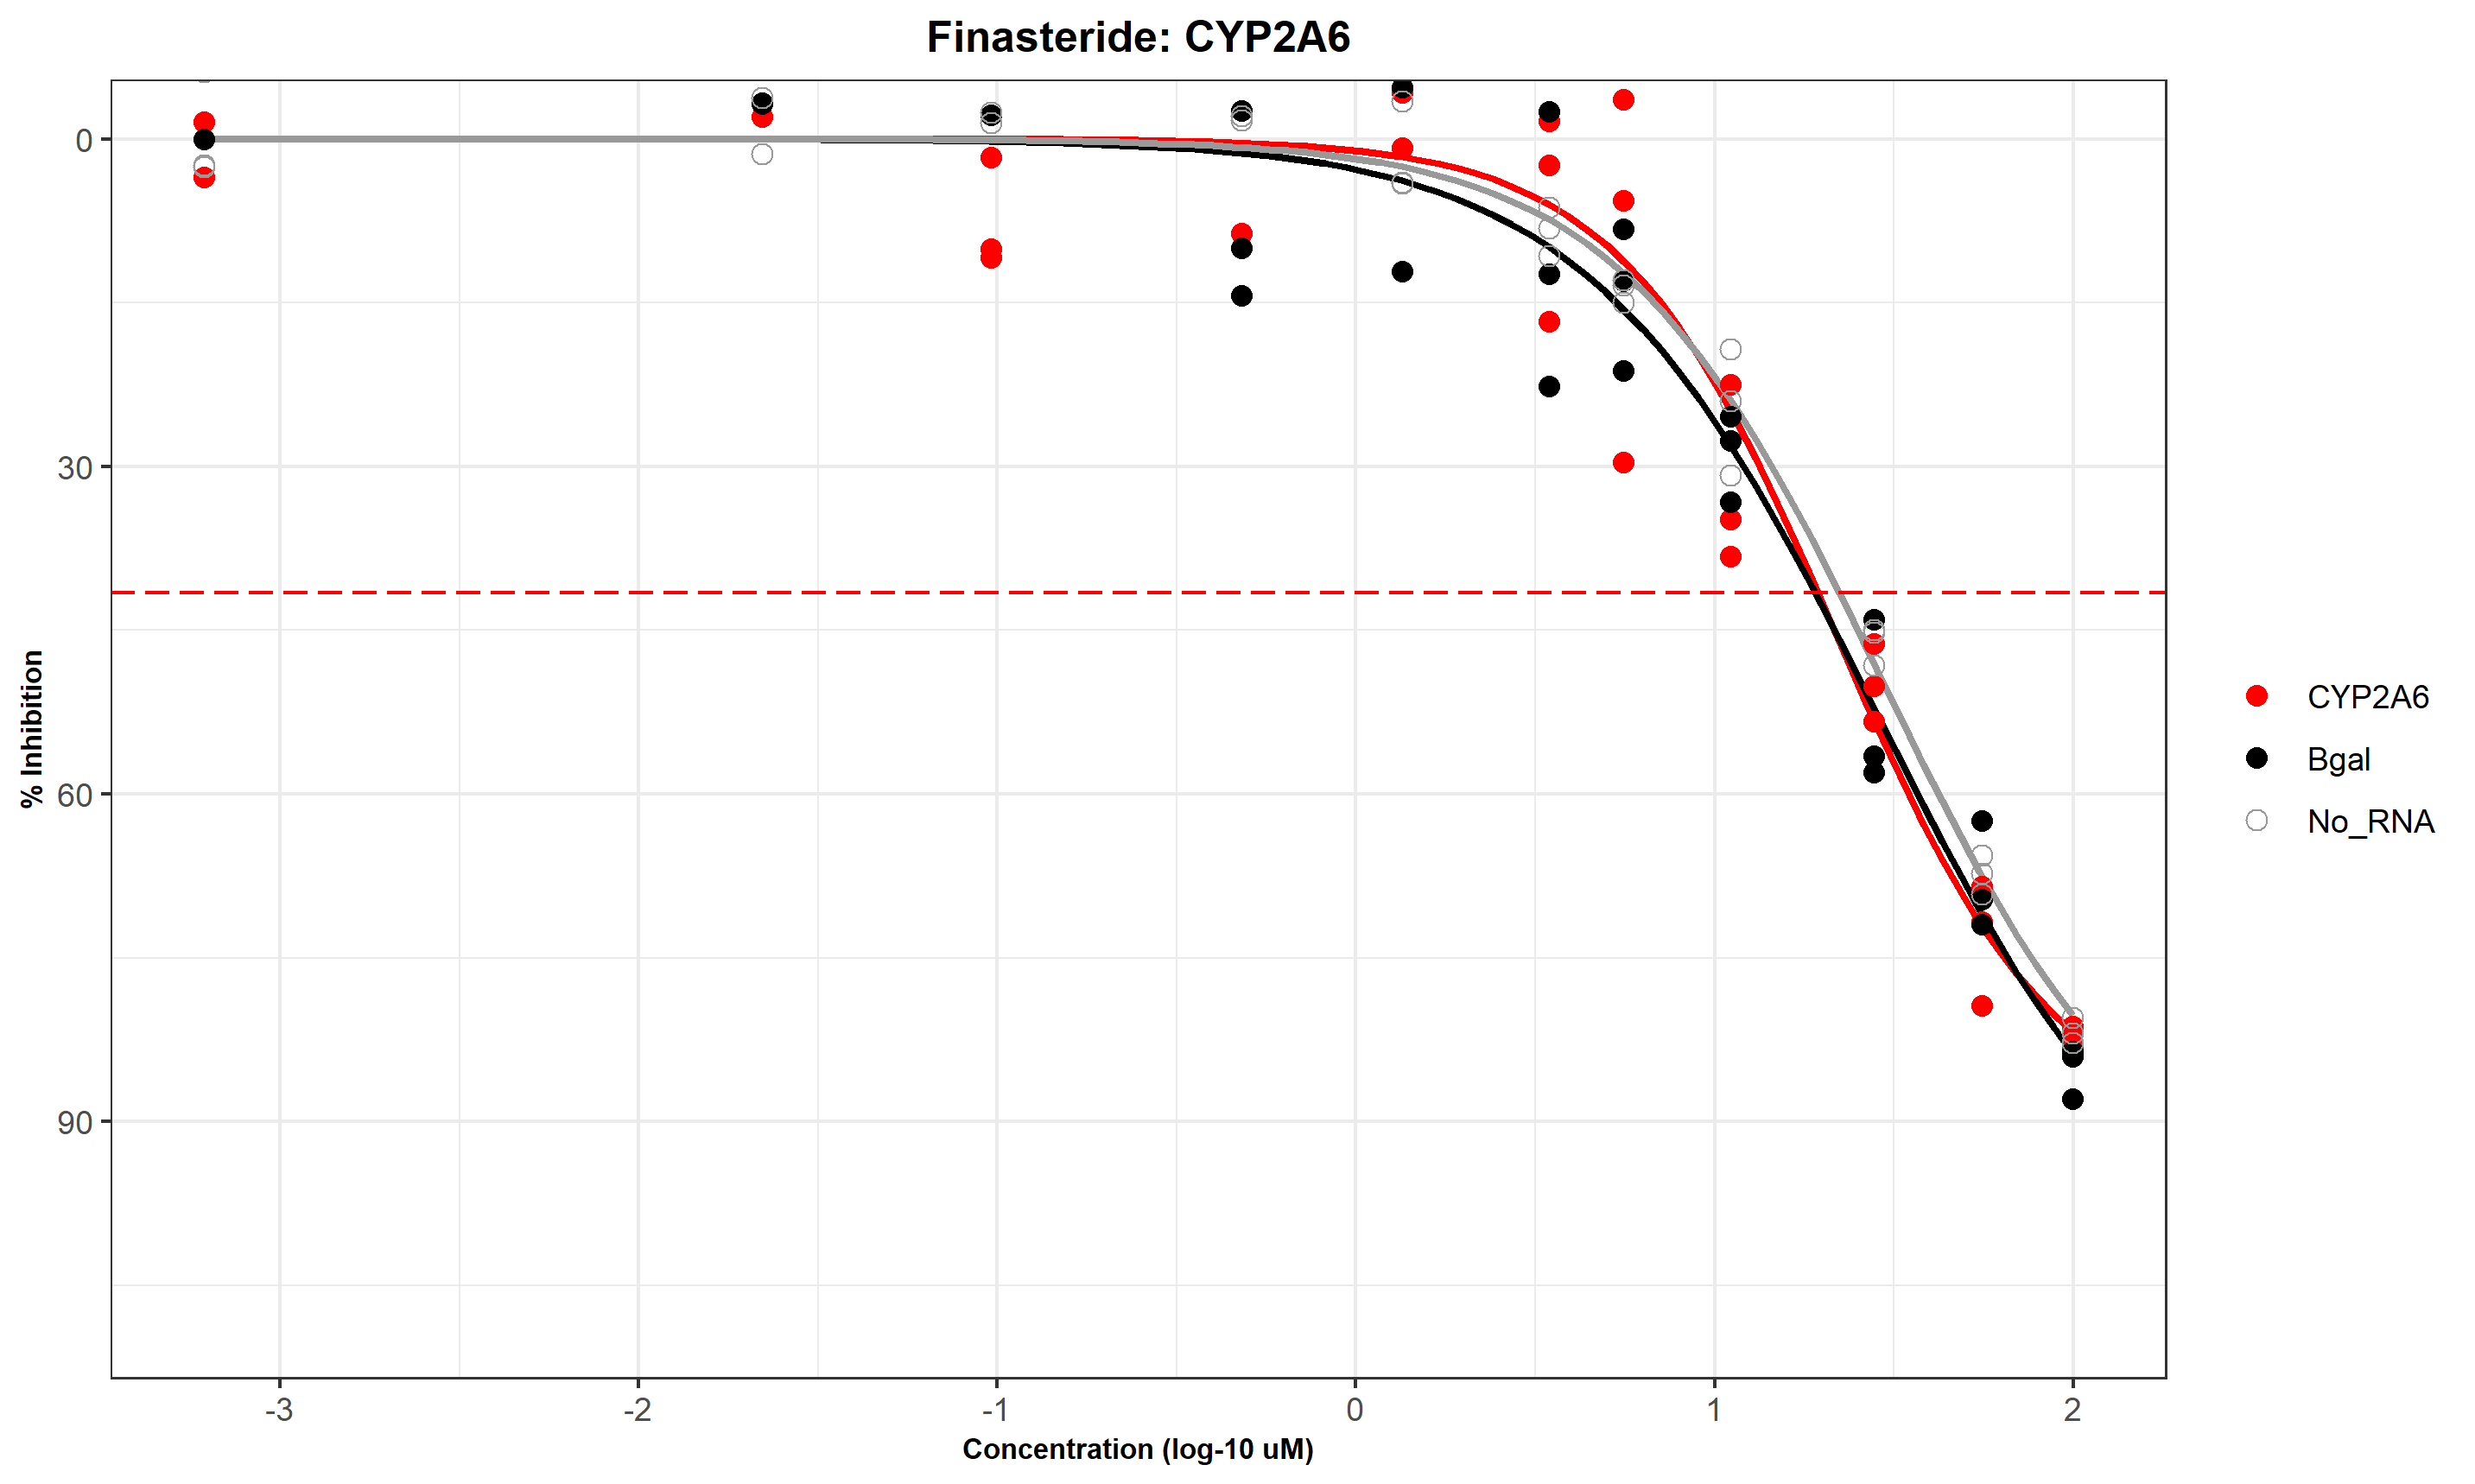 Finasteride: CYP2A6
% Inhibition
0
30
60
90
-3
-2
-1
0
1
2
Concentration (log-10 uM)
CYP2A6
Bgal
No_RNA